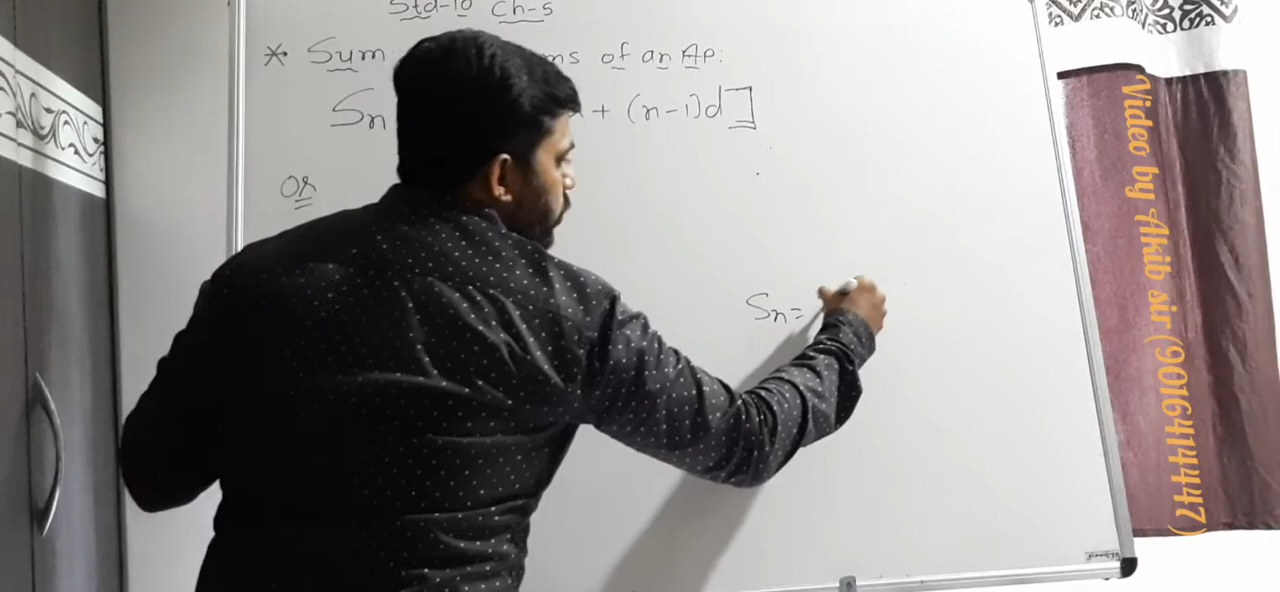 Std-10 Ch-5
* Sum of an AP:
Sn + (n-1)d]
Or
Sn =
Video by Akib sir (9016414447)